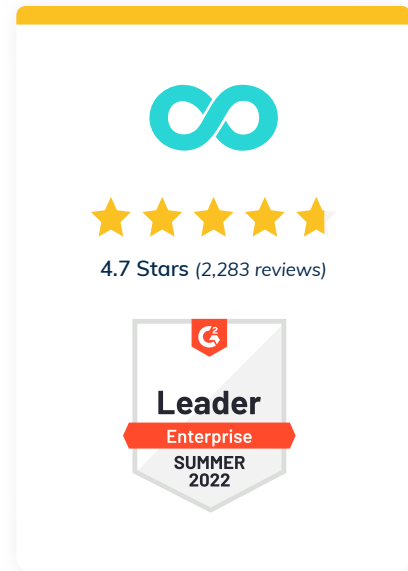 4.7 Stars (2,283 reviews)
G2
Leader
Enterprise
SUMMER
2022